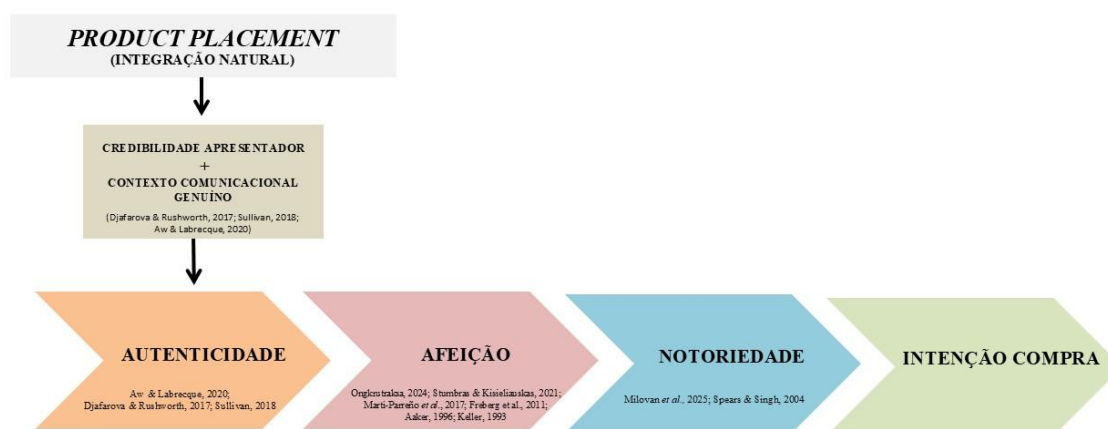 PRODUCT PLACEMENT
(INTEGRAÇÃO NATURAL)
CREDIBILIDADE APRESENTADOR
+
CONTEXTO COMUNICACIONAL
GENUÍNO
(Djafarova & Rushworth, 2017; Sullivan, 2018;
Aw & Labrecque, 2020)
AUTENTICIDADE
Aw & Labrecque, 2020;
Djafarova & Rushworth, 2017; Sullivan, 2018
AFEIÇÃO
Ongkrutraksa, 2024; Stumbras & Kisieliauskas, 2021;
Martí-Parreño et al., 2017; Freberg et al., 2011;
Aaker, 1996; Keller, 1993
NOTORIEDADE
Milovan et al., 2025; Spears & Singh, 2004
INTENÇÃO COMPRA